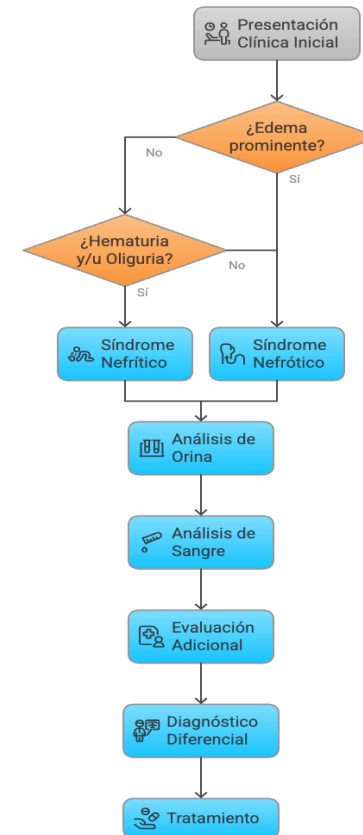 Presentación
Clínica Inicial
¿Edema
prominente?
No
Sí
¿Hematuria
y/u Oliguria?
No
Sí
Síndrome
Nefrítico
Síndrome
Nefrótico
Análisis de
Orina
Análisis de
Sangre
Evaluación
Adicional
Diagnóstico
Diferencial
Tratamiento